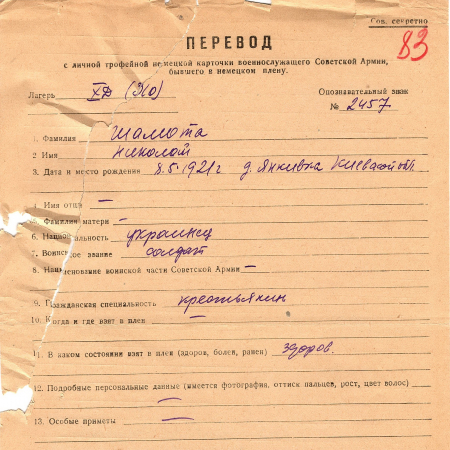 Сов. секретно
83
ПЕРЕВОД
с личной трофейной немецкой карточки военнослужащего Советской Армии,
бывшего в немецком плену.
Лагерь XD (310) Опознавательный знак
№ 2457
1. Фамилия Шамота
2 Имя Николай
3. Дата и место рождения 8.5.1921 г д. Янкивка Киевской обл.
4 Имя отца —
5. Фамилия матери —
6. Национальность украинец
7. Воинское звание солдат
8. Наименование воинской части Советской Армии —
9. Гражданская специальность крестьянин
10. Когда и где взят в плен —
11. В каком состоянии взят в плен (здоров, болен, ранен) здоров.
12. Подробные персональные данные (имеется фотография, оттиск пальцев, рост, цвет волос)
—
13. Особые приметы —